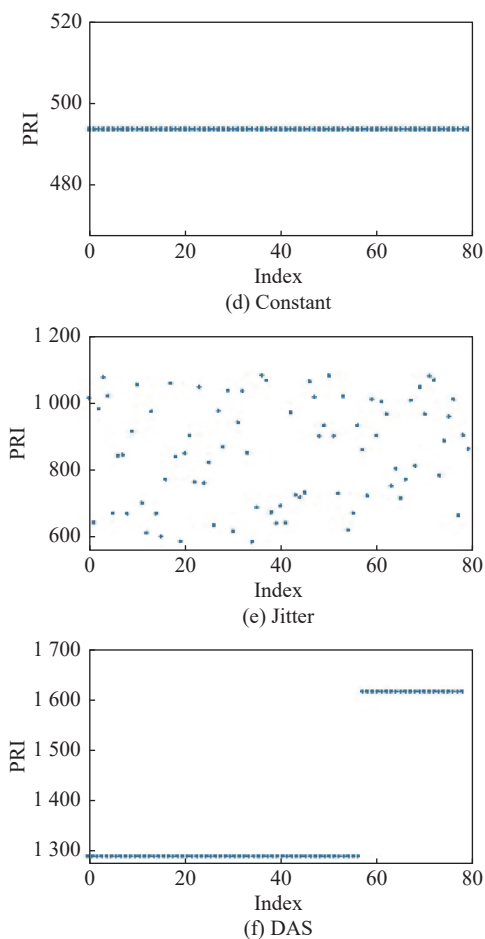 520
500
480
PRI
0 20 40 60 80
Index
(d) Constant
1 200
1 000
800
600
PRI
0 20 40 60 80
Index
(e) Jitter
1 700
1 600
1 500
1 400
1 300
PRI
0 20 40 60 80
Index
(f) DAS